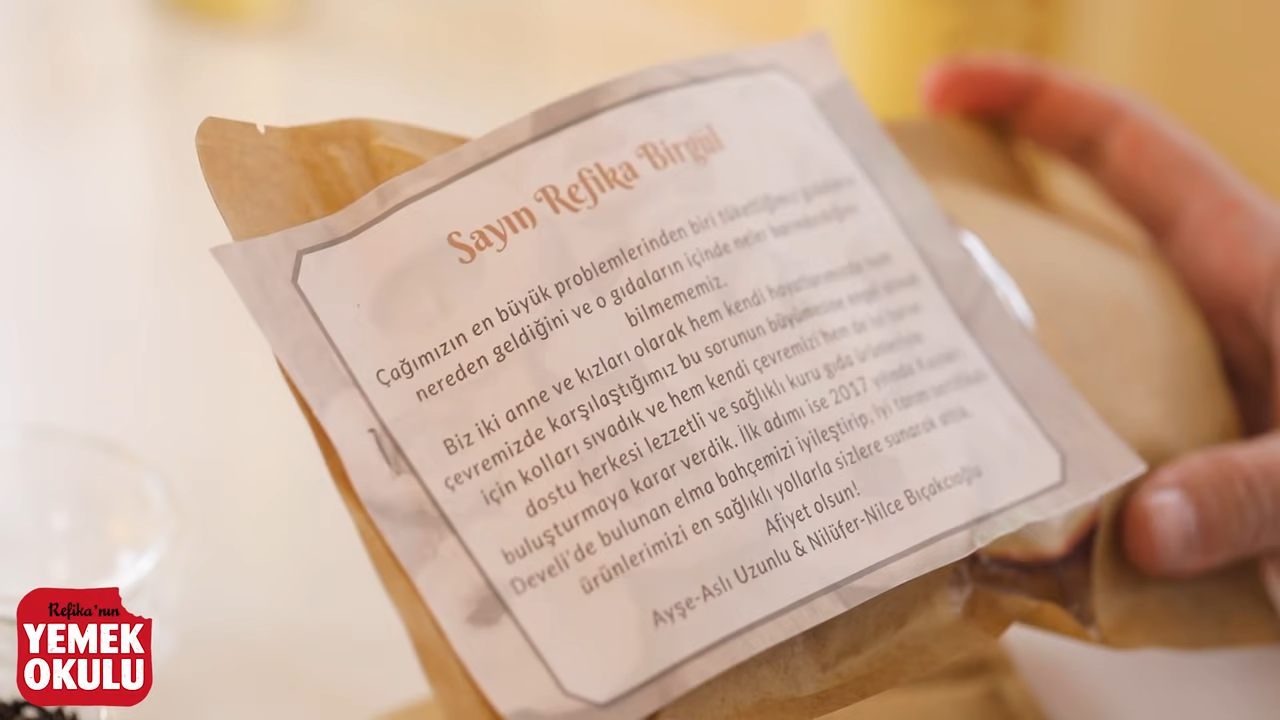 Sayın Refika Birgül
Çağımızın en büyük problemlerinden biri tükettiğimiz
nereden geldiğini ve o gıdaların içinde neler barındırdığını
bilmememiz.
Biz iki anne ve kızları olarak hem kendi hayatlarımızda hem
çevremizde karşılaştığımız bu sorunun büyümesine engel olmak
için kolları sıvadık ve hem kendi çevremizi hem de
dostu herkesi lezzetli ve sağlıklı kuru gıda ürünleriyle
buluşturmaya karar verdik. İlk adımı ise 2017 yılında Kayseri
Develi'de bulunan elma bahçemizi iyileştirip, iyi tarım sertifikalı
ürünlerimizi en sağlıklı yollarla sizlere sunarak attık.
Afiyet olsun!
Ayşe-Aslı Uzunlu & Nilüfer-Nilce Bıçakcıoğlu
Refika'nın
YEMEK
OKULU